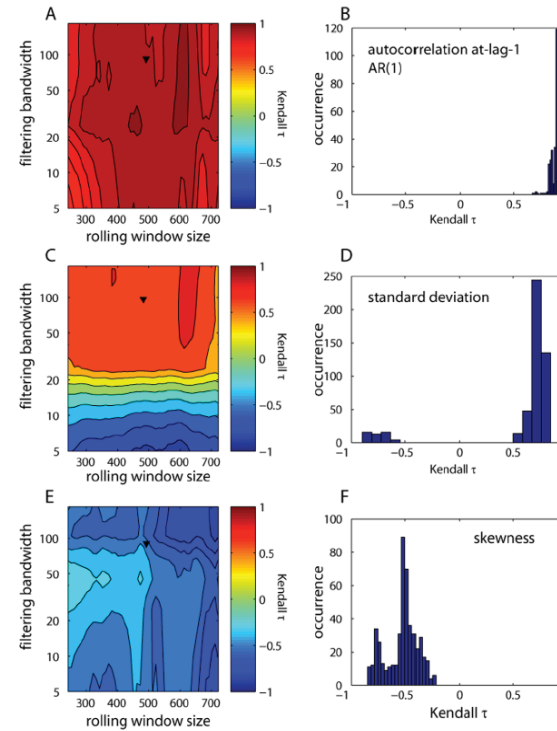 A
filtering bandwidth
100
50
20
10
5
300 400 500 600 700
rolling window size
1
0.5
0
−0.5
−1
Kendall τ
B
autocorrelation at-lag-1
AR(1)
occurrence
120
100
80
60
40
20
0
−1 −0.5 0 0.5
Kendall τ
C
filtering bandwidth
100
50
20
10
5
300 400 500 600 700
rolling window size
1
0.5
0
−0.5
−1
Kendall τ
D
standard deviation
occurrence
250
200
150
100
50
0
−1 −0.5 0 0.5
Kendall τ
E
filtering bandwidth
100
50
20
10
5
300 400 500 600 700
rolling window size
1
0.5
0
−0.5
−1
Kendall τ
F
skewness
occurrence
100
80
60
40
20
0
−1 −0.5 0 0.5
Kendall τ